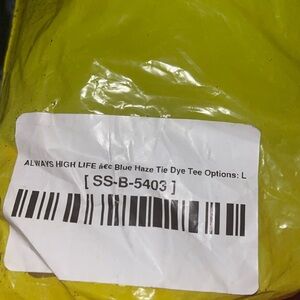 ALWAYS HIGH LIFE â€¢ Blue Haze Tie Dye Tee Options: L
[ SS-B-5403 ]